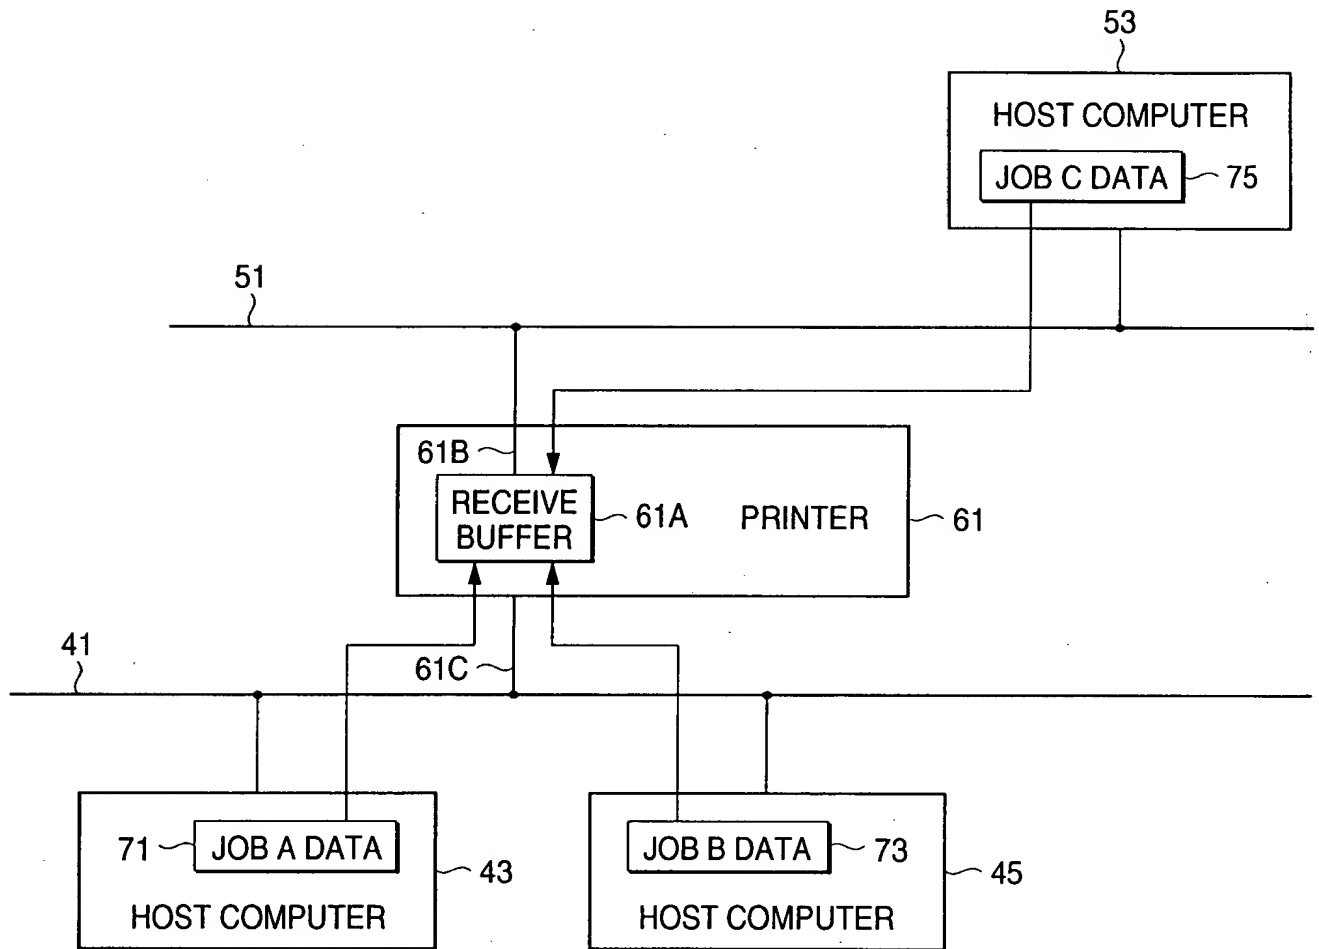 53
HOST COMPUTER
JOB C DATA
75
51
61B
RECEIVE
BUFFER
61A
PRINTER
61
41
61C
71
JOB A DATA
43
HOST COMPUTER
JOB B DATA
73
45
HOST COMPUTER